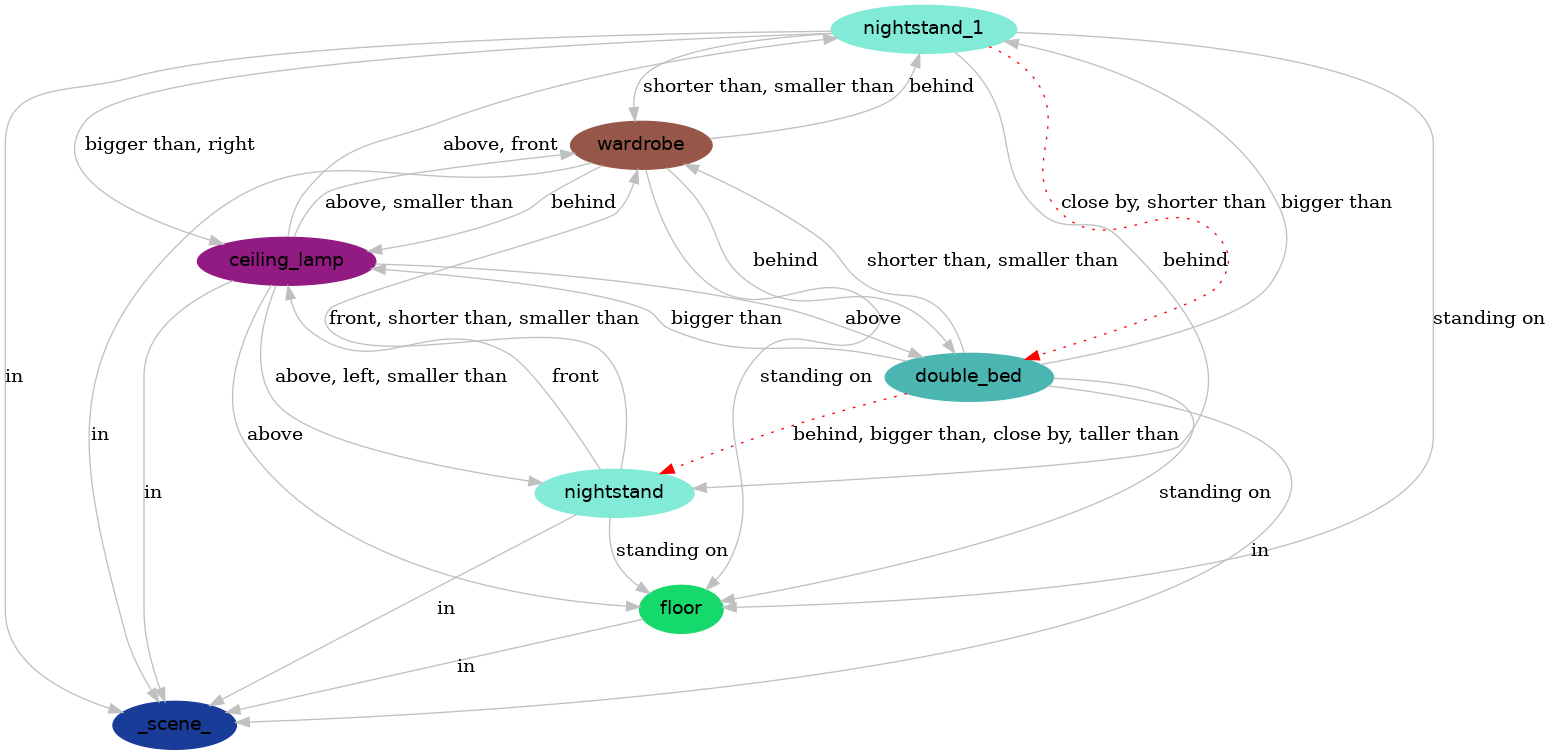 nightstand_1
shorter than, smaller than
behind
wardrobe
bigger than, right
above, front
above, smaller than
behind
close by, shorter than
bigger than
ceiling_lamp
behind
shorter than, smaller than
behind
front, shorter than, smaller than
bigger than
above
standing on
in
above, left, smaller than
front
standing on
double_bed
in
above
behind, bigger than, close by, taller than
in
nightstand
standing on
standing on
in
in
floor
in
_scene_